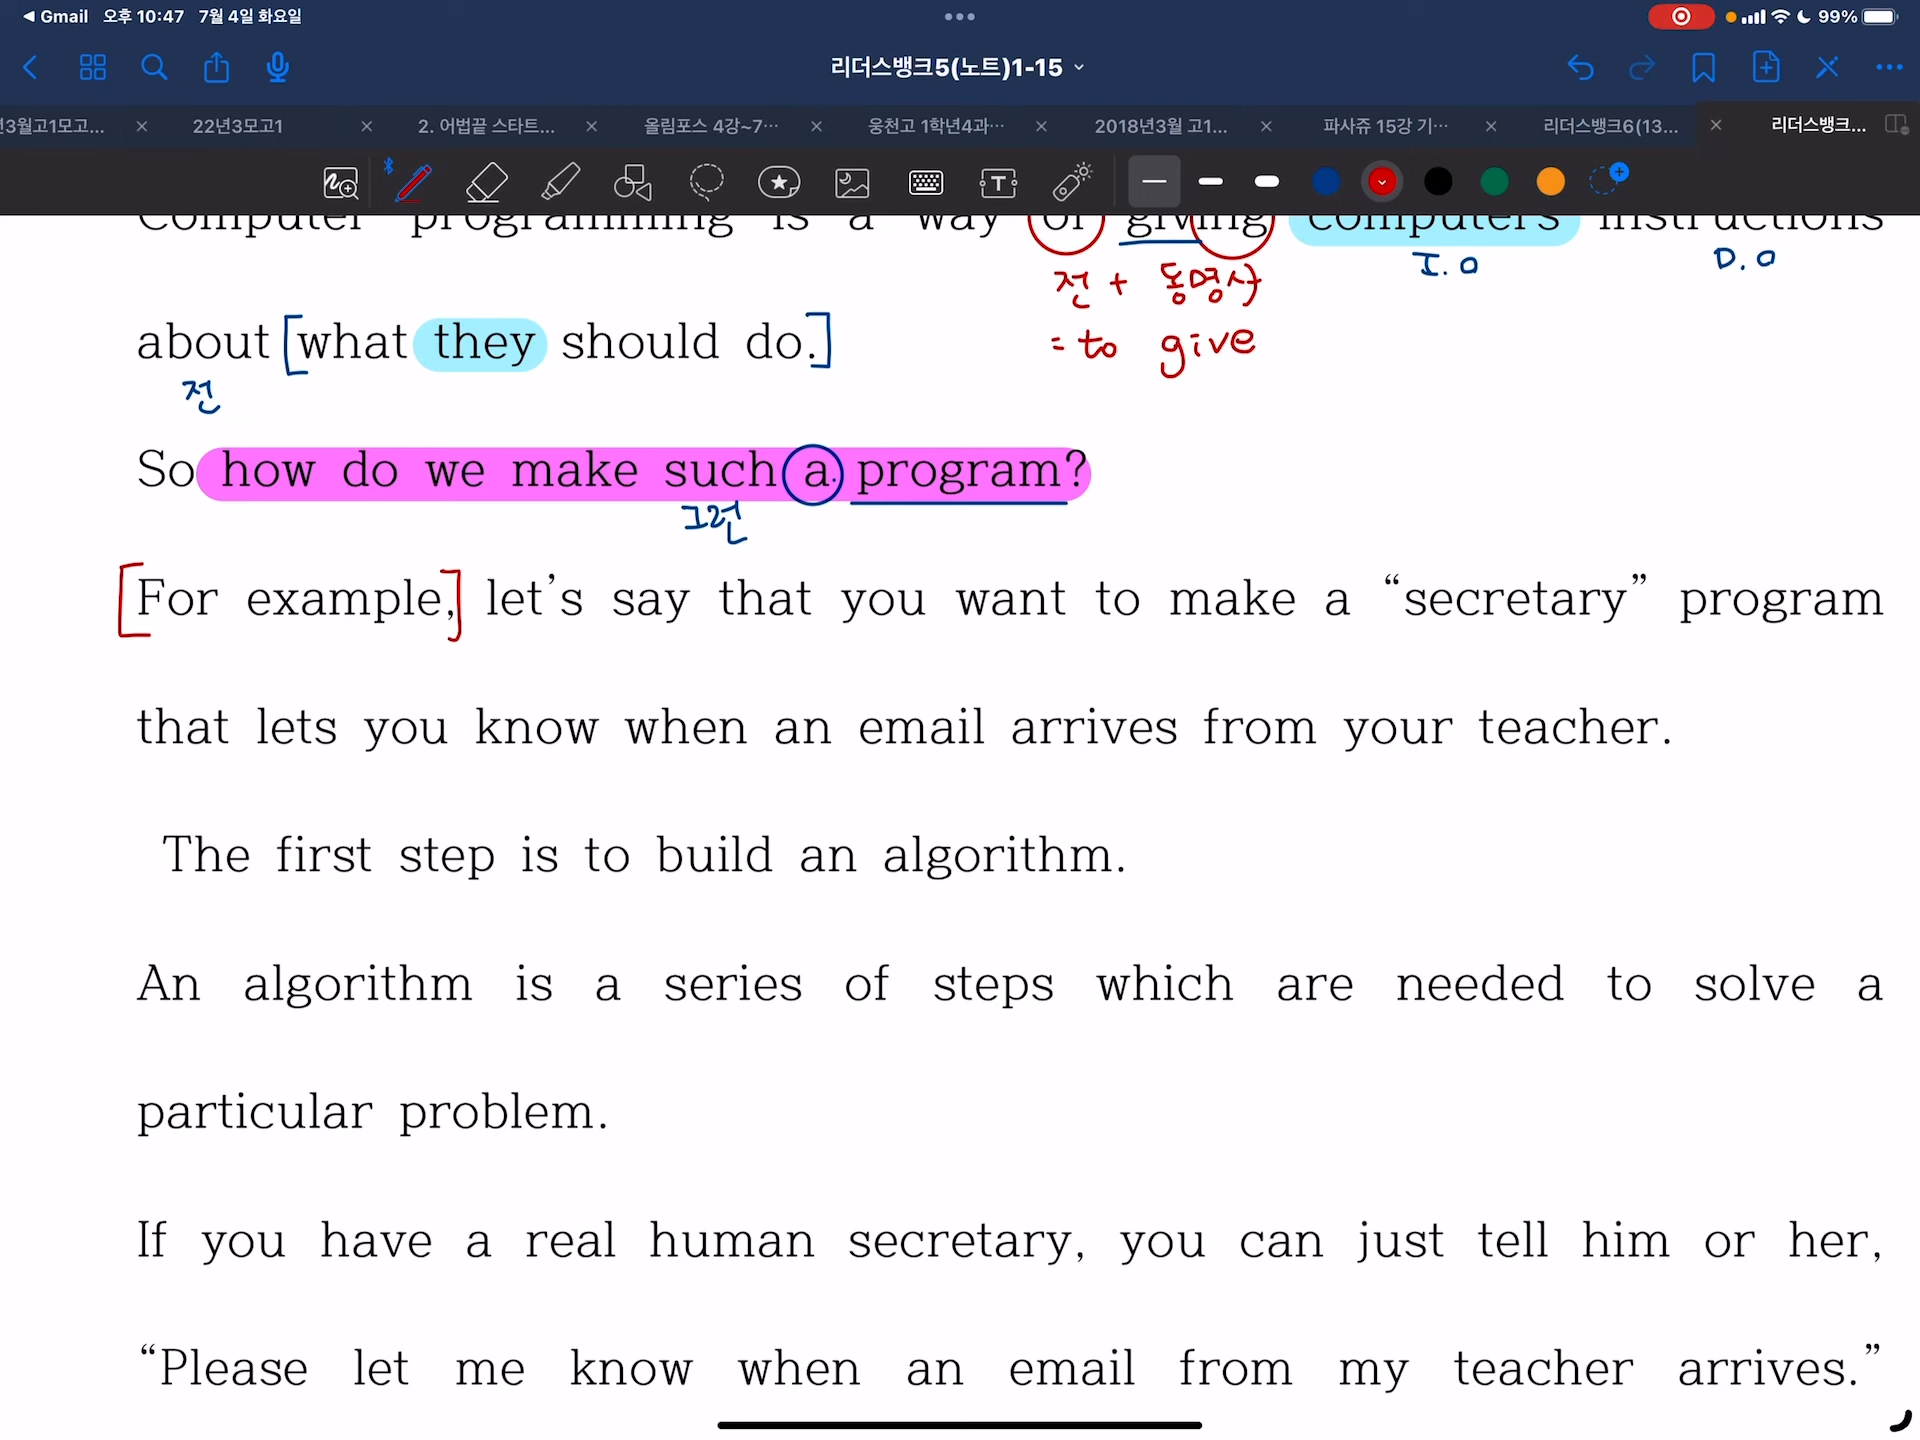 ◀ Gmail 오후 10:47 7월 4일 화요일 99%
리더스뱅크5(노트)1-15
년3월고1모고... 22년3모고1 2. 어법끝 스타트... 올림포스 4강~7… 웅천고 1학년4과… 2018년3월 고1... 파사쥬 15강 기… 리더스뱅크6(13... 리더스뱅크...
Computer programming is a way of giving computers instructions
I.O D.O
전 + 동명사
about [what they should do.]
= to give
전
So how do we make such a program?
그런
[For example,] let's say that you want to make a “secretary” program
that lets you know when an email arrives from your teacher.
The first step is to build an algorithm.
An algorithm is a series of steps which are needed to solve a
particular problem.
If you have a real human secretary, you can just tell him or her,
“Please let me know when an email from my teacher arrives.”